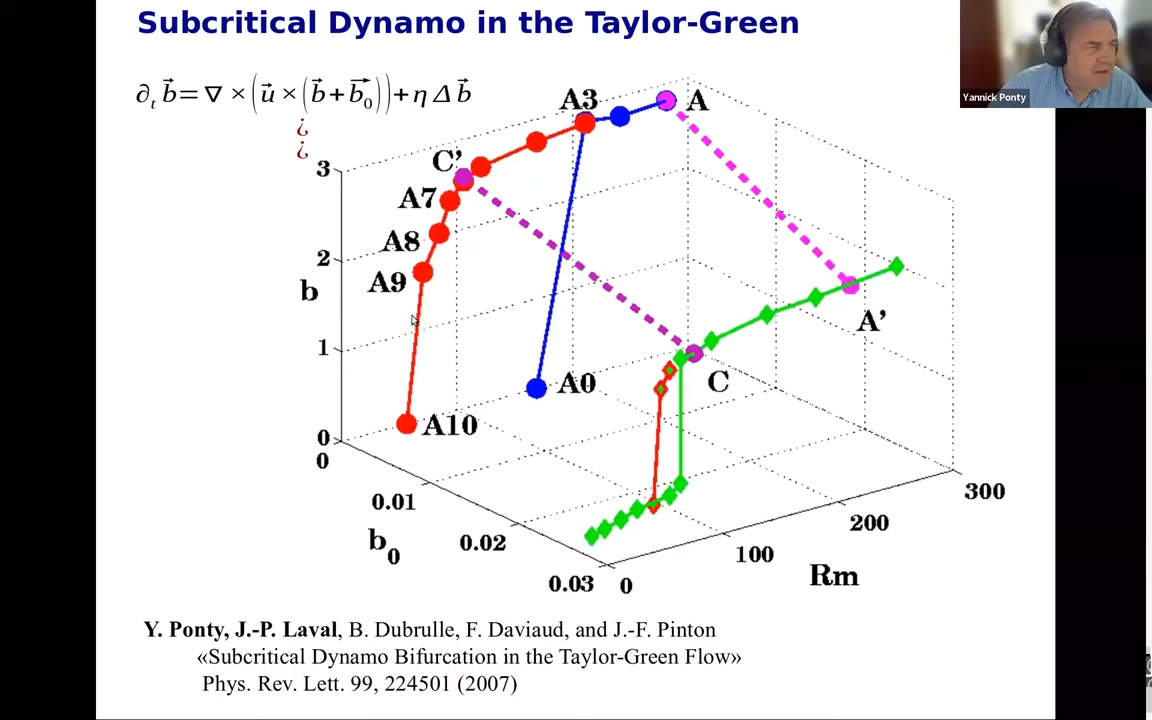 Subcritical Dynamo in the Taylor-Green
Yannick Ponty
∂ₜ b⃗=∇×(u⃗×(b⃗+b₀⃗))+ηΔb⃗
¿
¿
A3
A
C'
3
A7
A8
2
A9
b
A'
1
A0
C
A10
0
0
300
0.01
200
b₀
0.02
100
0.03
0
Rm
Y. Ponty, J.-P. Laval, B. Dubrulle, F. Daviaud, and J.-F. Pinton
«Subcritical Dynamo Bifurcation in the Taylor-Green Flow»
Phys. Rev. Lett. 99, 224501 (2007)